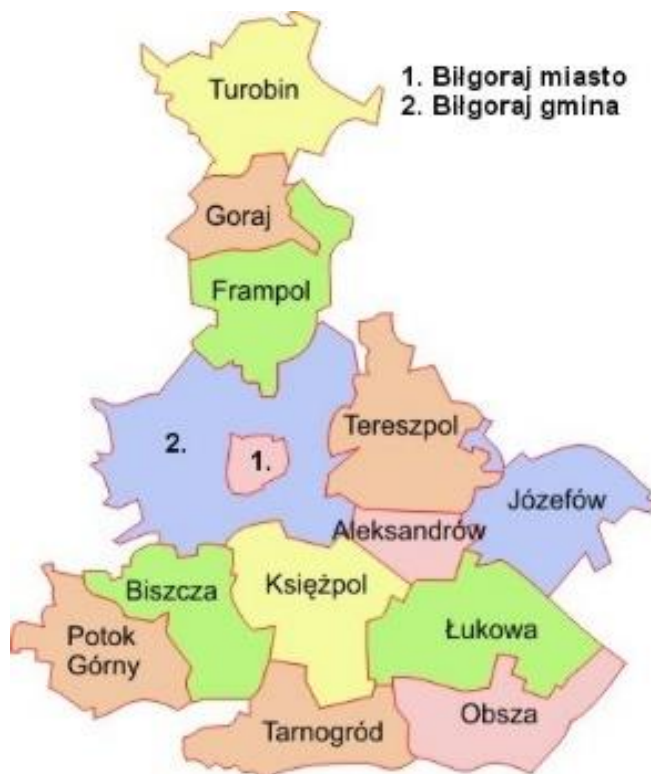 Turobin
1. Biłgoraj miasto
2. Biłgoraj gmina
Goraj
Frampol
Tereszpol
2.
1.
Józefów
Aleksandrów
Biszcza
Księżpol
Potok
Górny
Łukowa
Obsza
Tarnogród